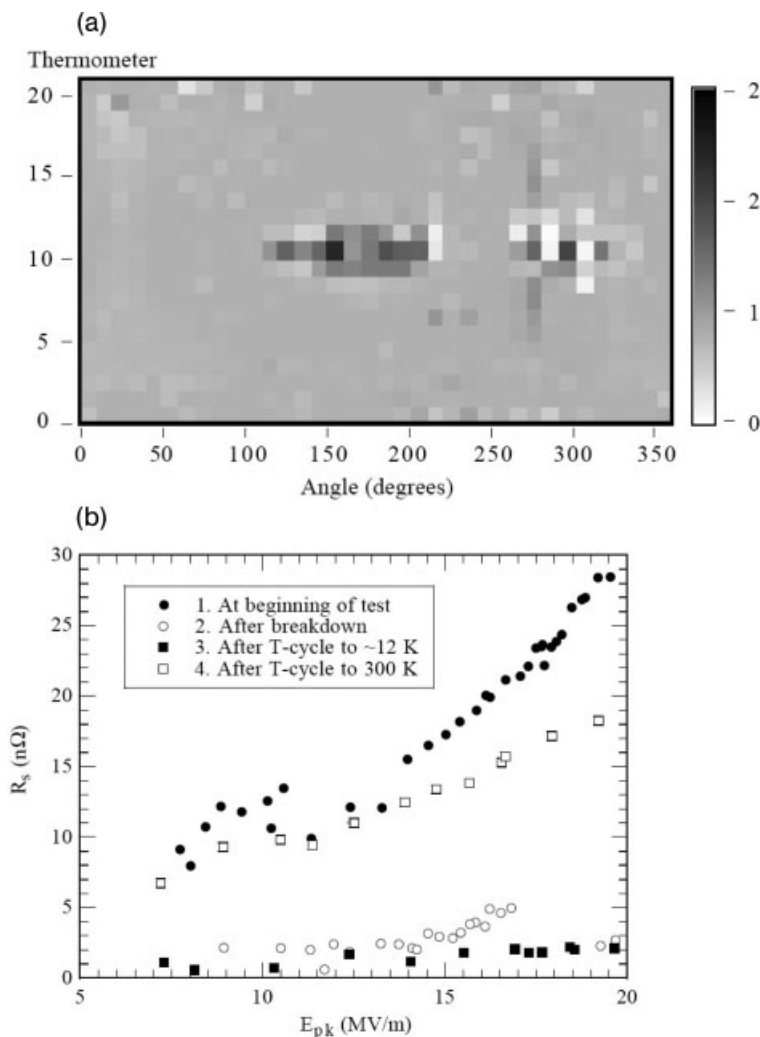 (a)
Thermometer
20
15
10
5
0
2
2
1
0
0 50 100 150 200 250 300 350
Angle (degrees)
(b)
30
25
20
15
10
5
0
1. At beginning of test
2. After breakdown
3. After T-cycle to ~12 K
4. After T-cycle to 300 K
Rs (nΩ)
5 10 15 20
Epk (MV/m)